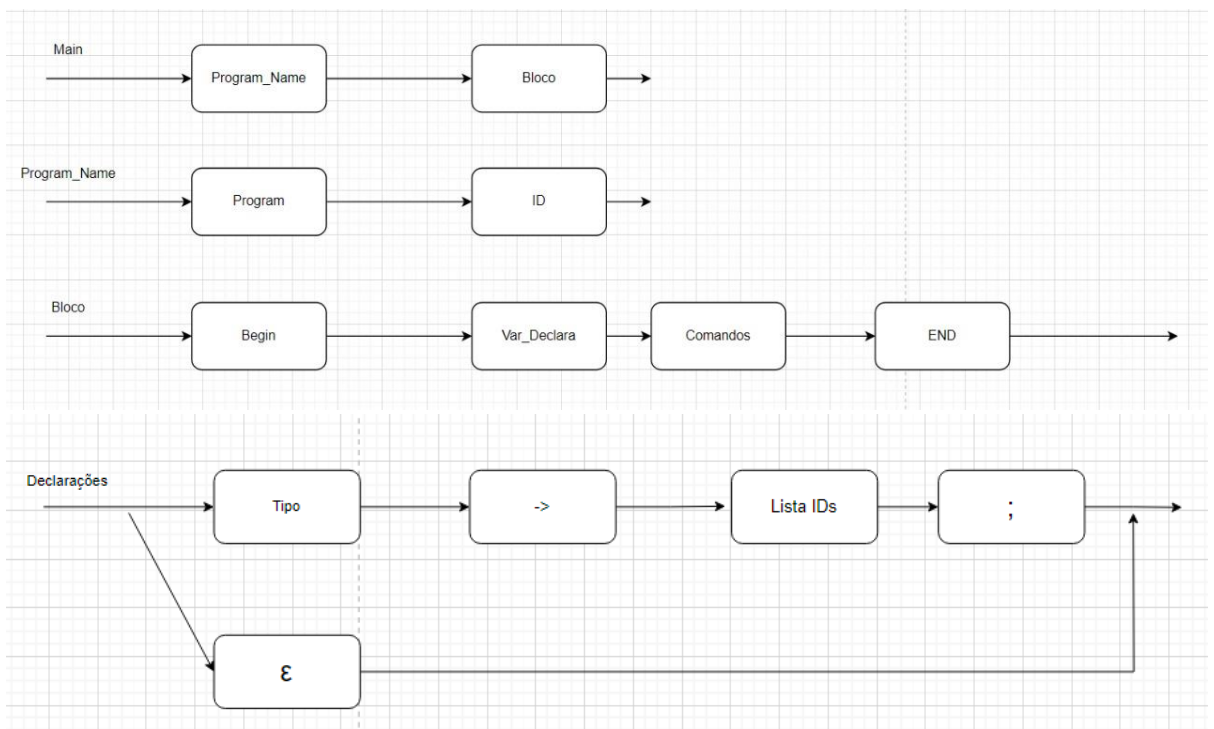 Main
Program_Name
Bloco
Program_Name
Program
ID
Bloco
Begin
Var_Declara
Comandos
END
Declarações
Tipo
->
Lista IDs
;
ε